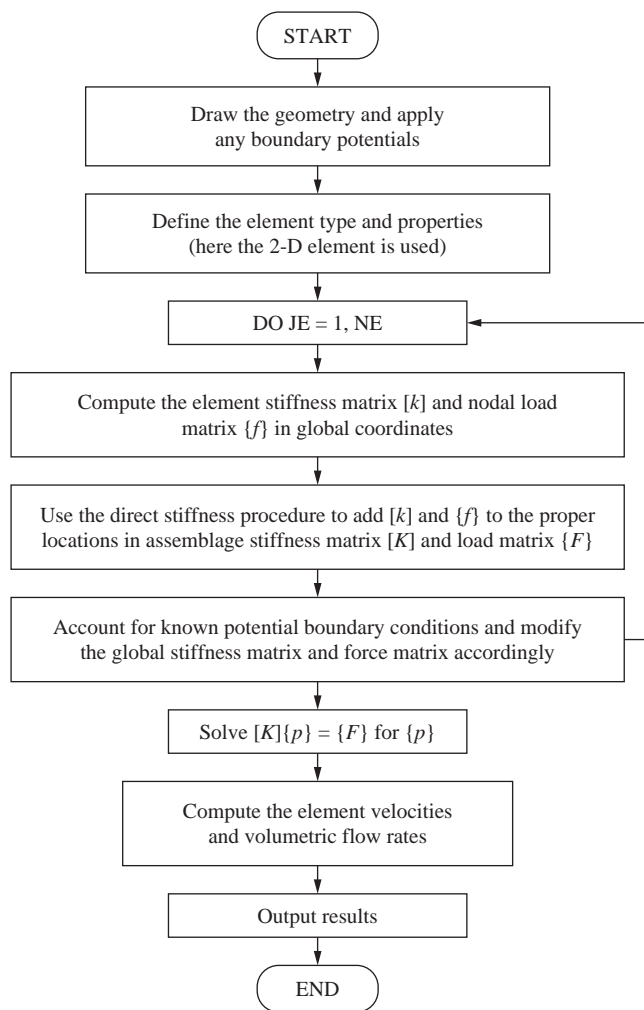 START
Draw the geometry and apply
any boundary potentials
Define the element type and properties
(here the 2-D element is used)
DO JE = 1, NE
Compute the element stiffness matrix [k] and nodal load
matrix {f} in global coordinates
Use the direct stiffness procedure to add [k] and {f} to the proper
locations in assemblage stiffness matrix [K] and load matrix {F}
Account for known potential boundary conditions and modify
the global stiffness matrix and force matrix accordingly
Solve [K]{p} = {F} for {p}
Compute the element velocities
and volumetric flow rates
Output results
END